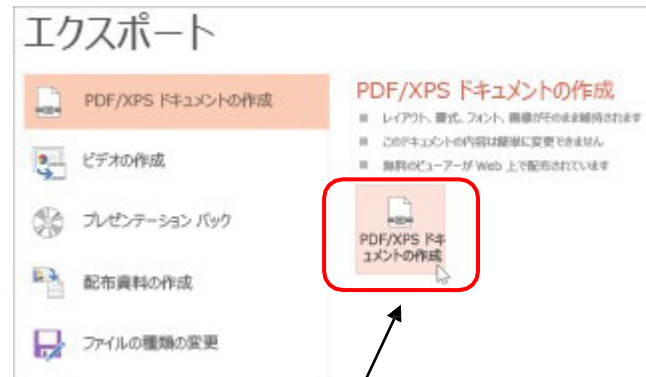 エクスポート
PDF/XPS ドキュメントの作成
ビデオの作成
プレゼンテーション パック
配布資料の作成
ファイルの種類の変更
PDF/XPS ドキュメントの作成
レイアウト、書式、フォント、画像がそのまま維持されます
このドキュメントの内容は簡単に変更できません
無料のビューアーが Web 上で配布されています
PDF/XPS ドキ
ュメントの作成